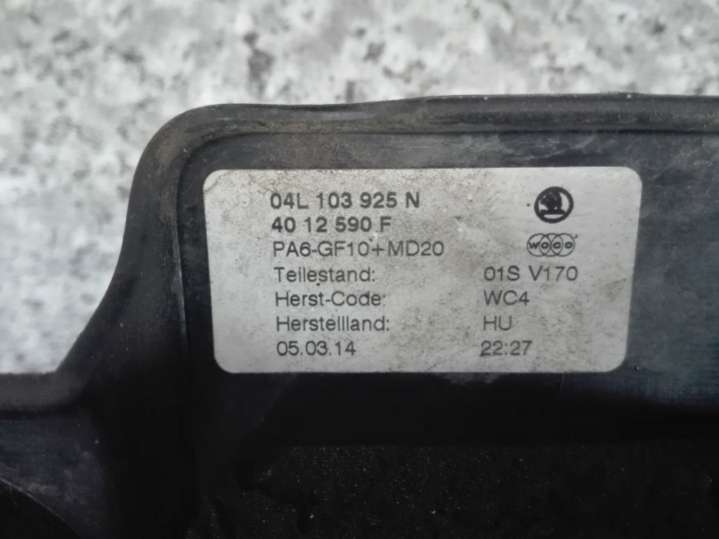 04L 103 925 N
40 12 590 F
woco
PA6-GF10+MD20
Teilestand: 01S V170
Herst-Code: WC4
Herstellland: HU
05.03.14 22:27